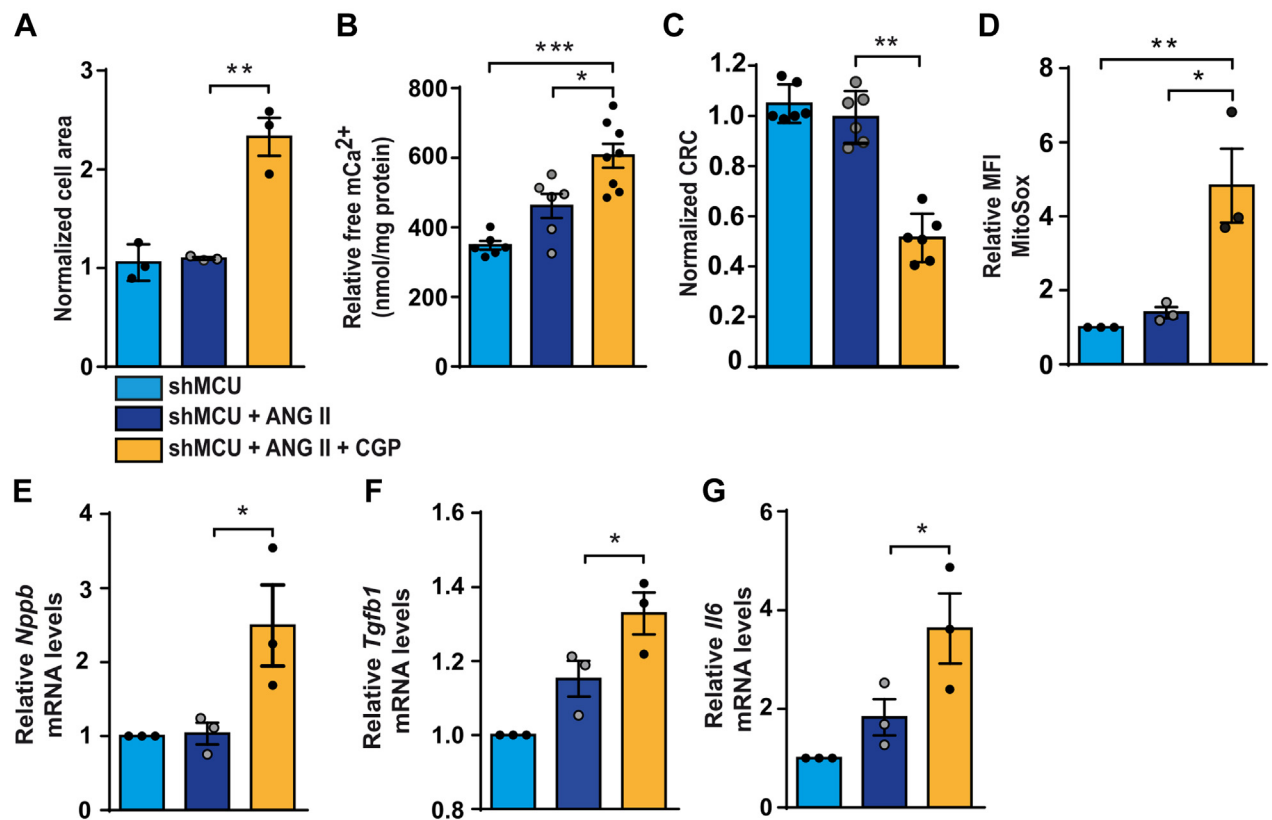 A
Normalized cell area
3
2
1
0
**
B
Relative free mCa2+
(nmol/mg protein)
800
600
400
200
0
***
*
C
Normalized CRC
1.2
1.0
0.8
0.6
0.4
0.2
0
**
D
Relative MFI
MitoSox
8
6
4
2
0
**
*
shMCU
shMCU + ANG II
shMCU + ANG II + CGP
E
Relative Nppb
mRNA levels
4
3
2
1
0
*
F
Relative Tgfb1
mRNA levels
1.6
1.4
1.2
1.0
0.8
*
G
Relative Il6
mRNA levels
6
4
2
0
*